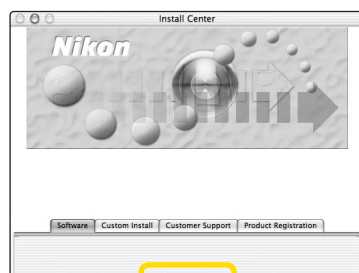 Install Center
Nikon
Software Custom Install Customer Support Product Registration